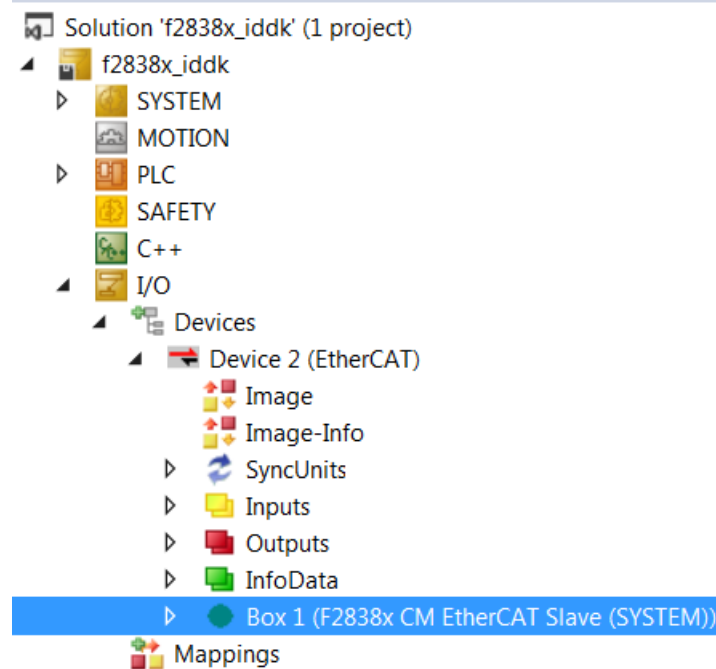 Solution 'f2838x_iddk' (1 project)
f2838x_iddk
SYSTEM
MOTION
PLC
SAFETY
C++
I/O
Devices
Device 2 (EtherCAT)
Image
Image-Info
SyncUnits
Inputs
Outputs
InfoData
Box 1 (F2838x CM EtherCAT Slave (SYSTEM))
Mappings